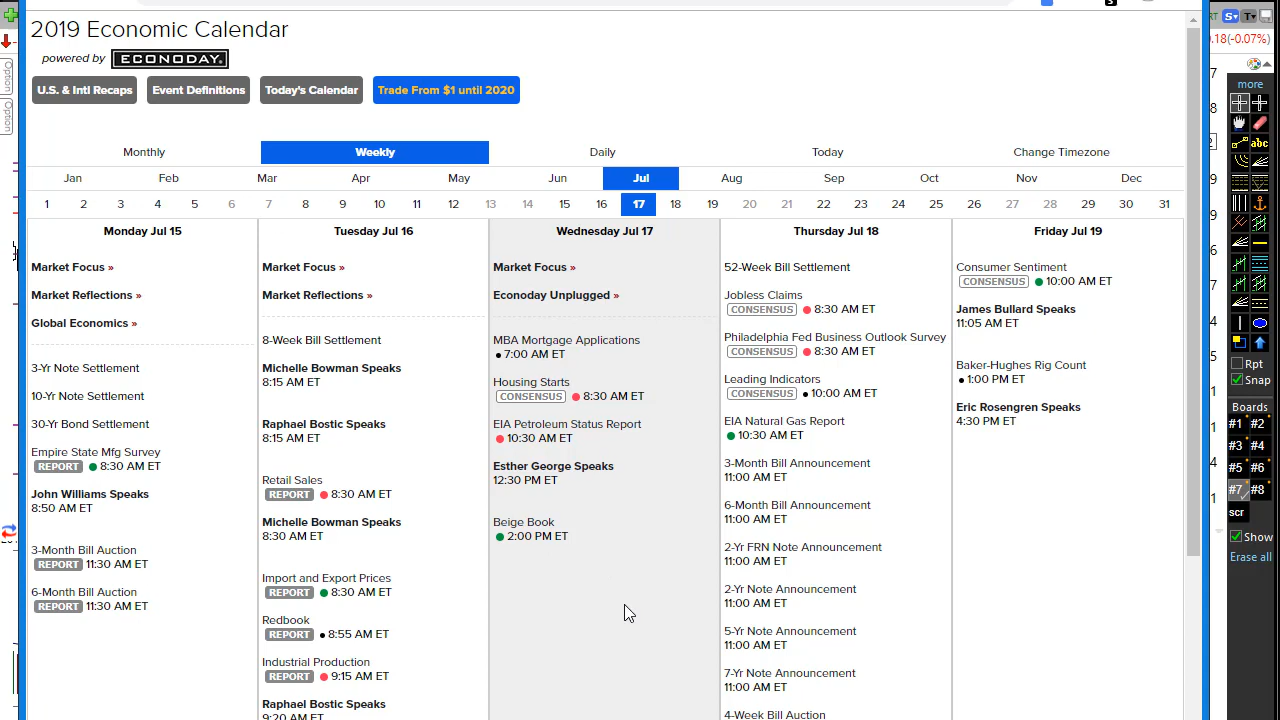 2019 Economic Calendar
powered by ECONODAY.
U.S. & Intl Recaps Event Definitions Today's Calendar Trade From $1 until 2020
Monthly Weekly Daily Today Change Timezone
Jan Feb Mar Apr May Jun Jul Aug Sep Oct Nov Dec
1 2 3 4 5 6 7 8 9 10 11 12 13 14 15 16 17 18 19 20 21 22 23 24 25 26 27 28 29 30 31
Monday Jul 15
Market Focus »
Market Reflections »
Global Economics »
3-Yr Note Settlement
10-Yr Note Settlement
30-Yr Bond Settlement
Empire State Mfg Survey
REPORT 8:30 AM ET
John Williams Speaks
8:50 AM ET
3-Month Bill Auction
REPORT 11:30 AM ET
6-Month Bill Auction
REPORT 11:30 AM ET
Tuesday Jul 16
Market Focus »
Market Reflections »
8-Week Bill Settlement
Michelle Bowman Speaks
8:15 AM ET
Raphael Bostic Speaks
8:15 AM ET
Retail Sales
REPORT 8:30 AM ET
Michelle Bowman Speaks
8:30 AM ET
Import and Export Prices
REPORT 8:30 AM ET
Redbook
REPORT 8:55 AM ET
Industrial Production
REPORT 9:15 AM ET
Raphael Bostic Speaks
9:20 AM ET
Wednesday Jul 17
Market Focus »
Econoday Unplugged »
MBA Mortgage Applications
7:00 AM ET
Housing Starts
CONSENSUS 8:30 AM ET
EIA Petroleum Status Report
10:30 AM ET
Esther George Speaks
12:30 PM ET
Beige Book
2:00 PM ET
Thursday Jul 18
52-Week Bill Settlement
Jobless Claims
CONSENSUS 8:30 AM ET
Philadelphia Fed Business Outlook Survey
CONSENSUS 8:30 AM ET
Leading Indicators
CONSENSUS 10:00 AM ET
EIA Natural Gas Report
10:30 AM ET
3-Month Bill Announcement
11:00 AM ET
6-Month Bill Announcement
11:00 AM ET
2-Yr FRN Note Announcement
11:00 AM ET
2-Yr Note Announcement
11:00 AM ET
5-Yr Note Announcement
11:00 AM ET
7-Yr Note Announcement
11:00 AM ET
4-Week Bill Auction
Friday Jul 19
Consumer Sentiment
CONSENSUS 10:00 AM ET
James Bullard Speaks
11:05 AM ET
Baker-Hughes Rig Count
1:00 PM ET
Eric Rosengren Speaks
4:30 PM ET
Option
Option
.18(-0.07%)
more
abc
Rpt
Snap
Boards
#1 #2
#3 #4
#5 #6
#7 #8
scr
Show
Erase all